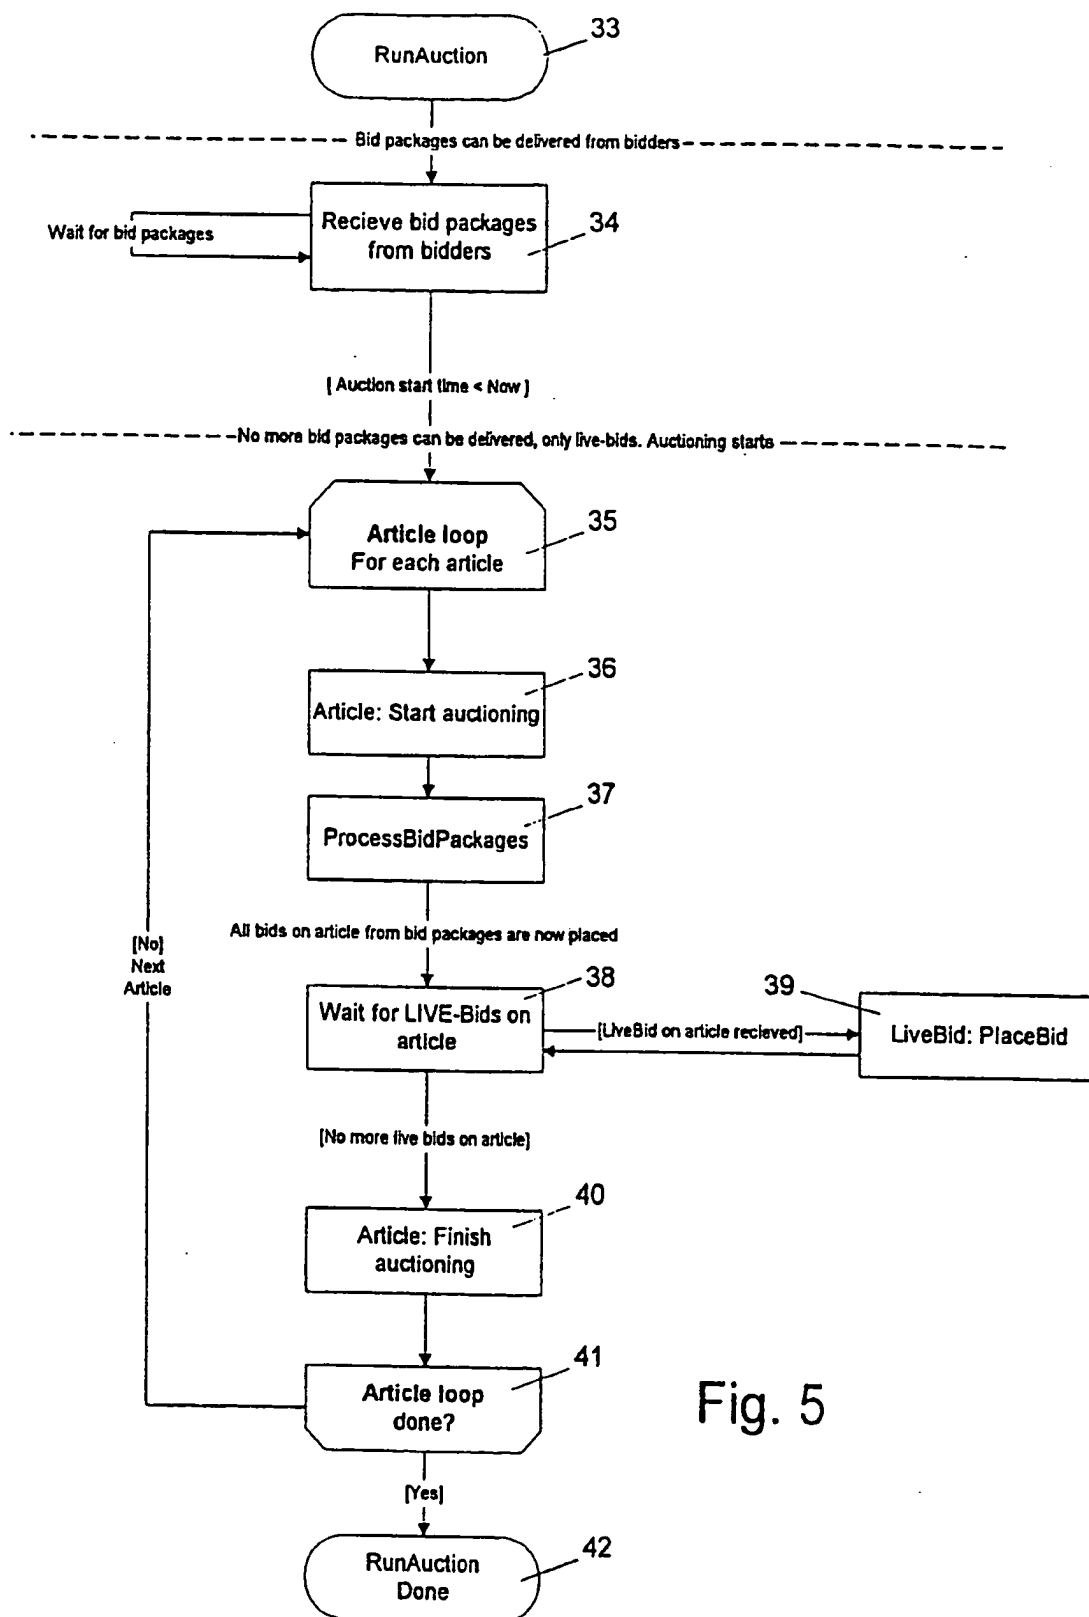 33
RunAuction
Bid packages can be delivered from bidders
Recieve bid packages
from bidders
34
Wait for bid packages
[ Auction start time < Now ]
No more bid packages can be delivered, only live-bids. Auctioning starts
Article loop
For each article
35
36
Article: Start auctioning
37
ProcessBidPackages
All bids on article from bid packages are now placed
[No]
Next
Article
38
Wait for LIVE-Bids on
article
[LiveBid on article recieved]
39
LiveBid: PlaceBid
[No more live bids on article]
40
Article: Finish
auctioning
41
Article loop
done?
Fig. 5
[Yes]
42
RunAuction
Done